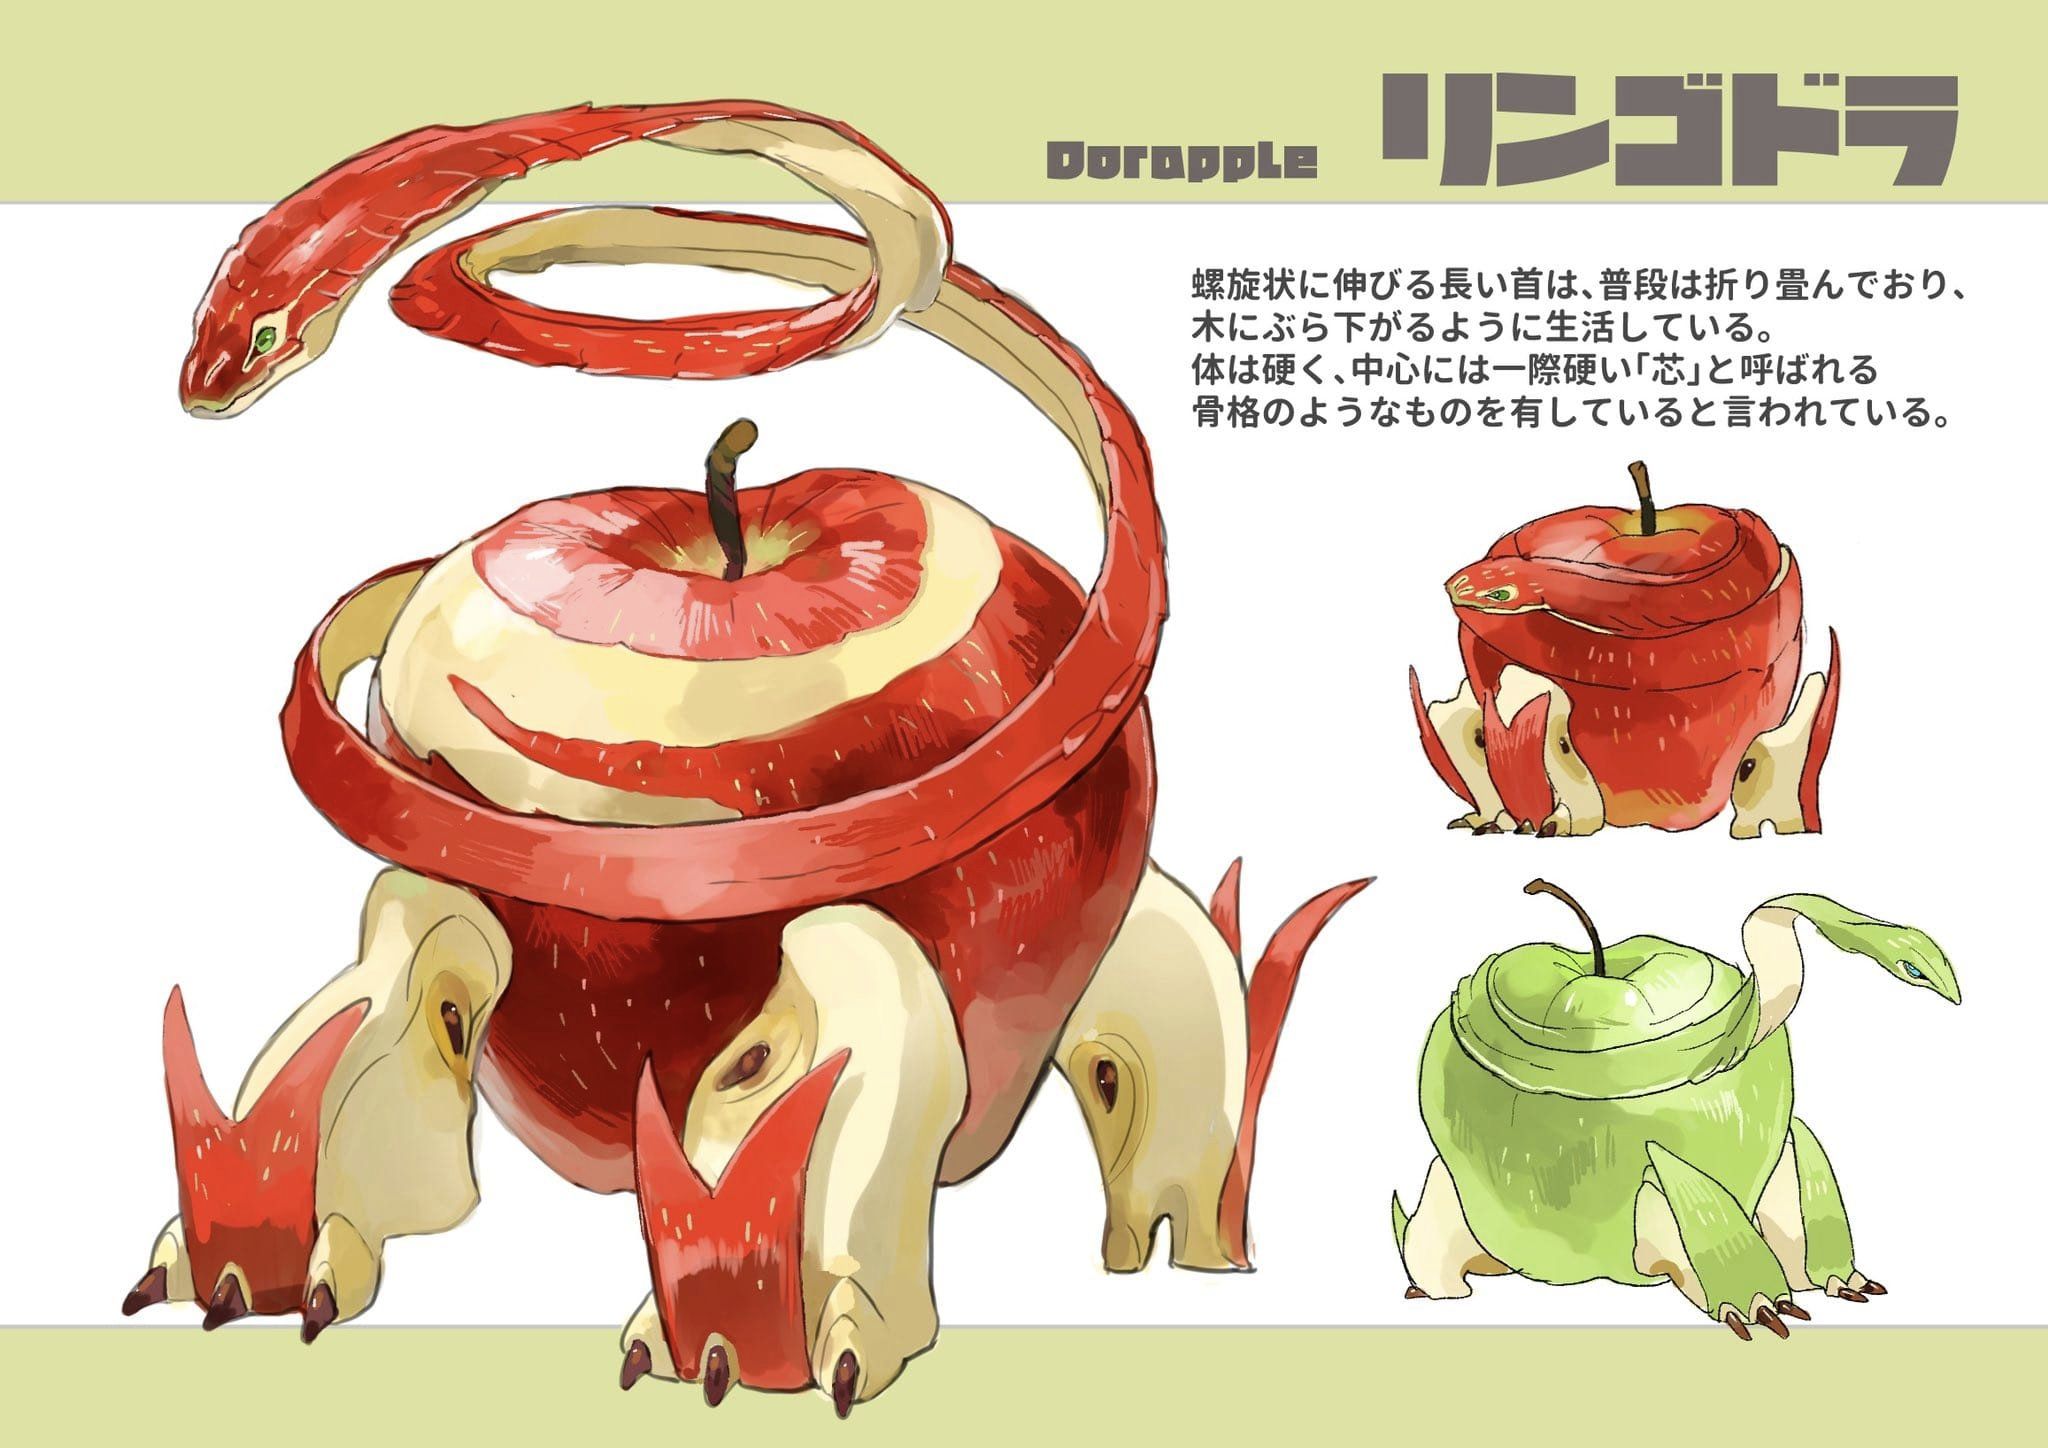 Dorapple
リンゴドラ
螺旋状に伸びる長い首は、普段は折り畳んでおり、
木にぶら下がるように生活している。
体は硬く、中心には一際硬い「芯」と呼ばれる
骨格のようなものを有していると言われている。